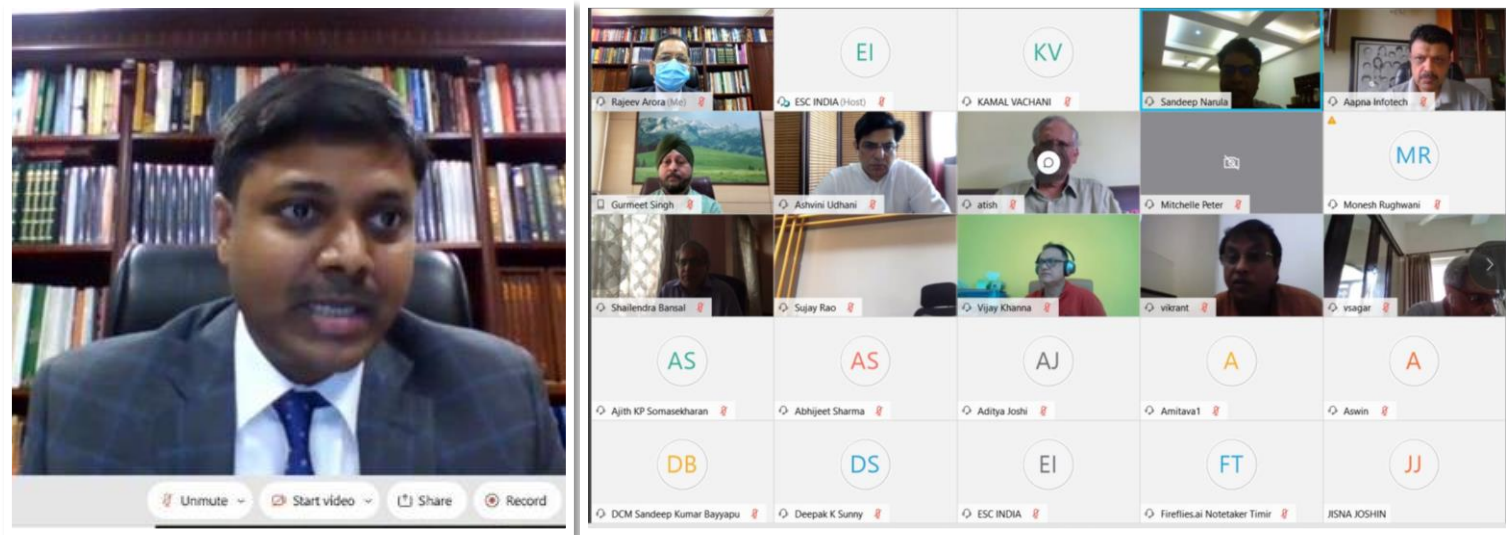 Unmute
Start video
Share
Record
Rajeev Arora (Me)
EI
ESC INDIA (Host)
KV
KAMAL VACHANI
Sandeep Narula
Aapna Infotech
Gurmeet Singh
Ashvini Udhani
atish
Mitchelle Peter
MR
Monesh Rughwani
Shailendra Bansal
Sujay Rao
Vijay Khanna
vikrant
vsagar
AS
Ajith KP Somasekharan
AS
Abhijeet Sharma
AJ
Aditya Joshi
A
Amitava1
A
Aswin
DB
DCM Sandeep Kumar Bayyapu
DS
Deepak K Sunny
EI
ESC INDIA
FT
Fireflies.ai Notetaker Timir
JJ
JISNA JOSHIN